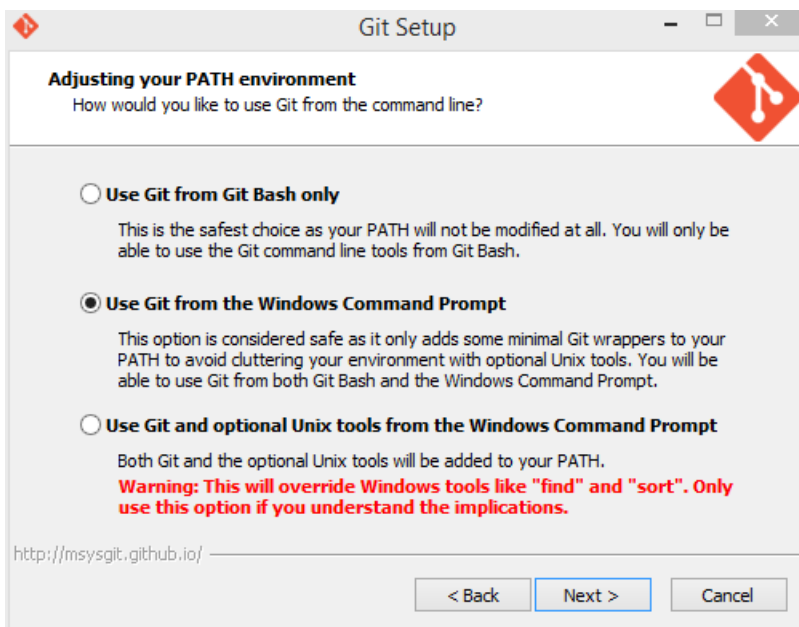 Git Setup
Adjusting your PATH environment
How would you like to use Git from the command line?
Use Git from Git Bash only
This is the safest choice as your PATH will not be modified at all. You will only be
able to use the Git command line tools from Git Bash.
Use Git from the Windows Command Prompt
This option is considered safe as it only adds some minimal Git wrappers to your
PATH to avoid cluttering your environment with optional Unix tools. You will be
able to use Git from both Git Bash and the Windows Command Prompt.
Use Git and optional Unix tools from the Windows Command Prompt
Both Git and the optional Unix tools will be added to your PATH.
Warning: This will override Windows tools like "find" and "sort". Only
use this option if you understand the implications.
http://msysgit.github.io/
< Back Next > Cancel